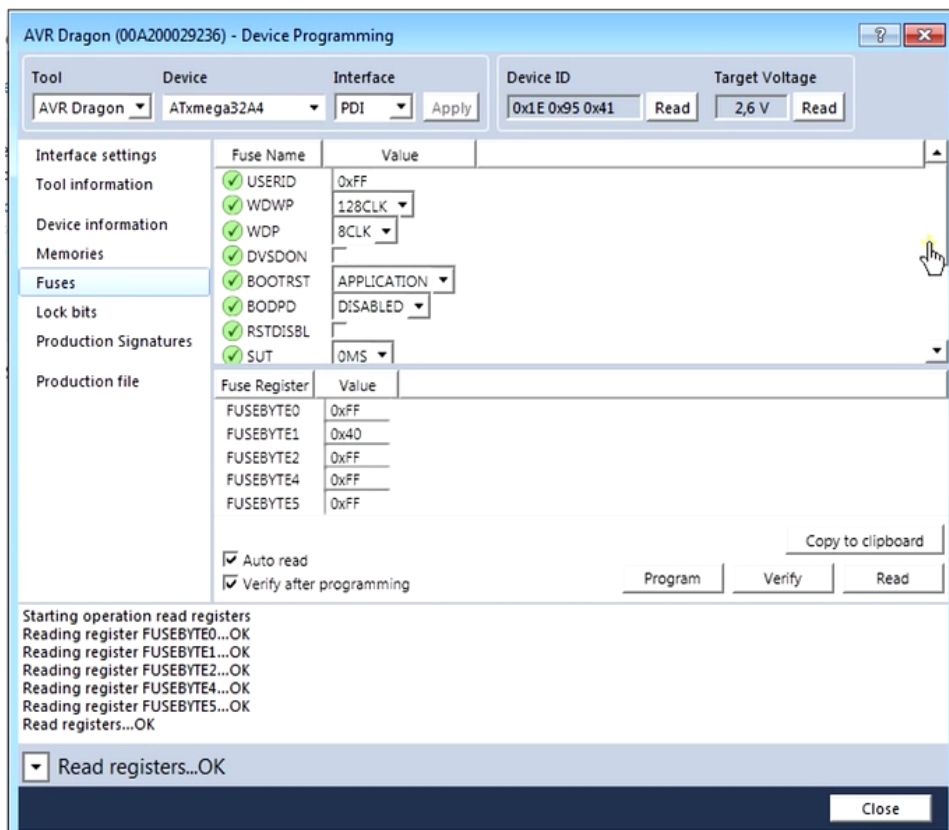 AVR Dragon (00A200029236) - Device Programming
Tool Device Interface Device ID Target Voltage
AVR Dragon ATxmega32A4 PDI Apply 0x1E 0x95 0x41 Read 2,6 V Read
Interface settings
Tool information
Device information
Memories
Fuses
Lock bits
Production Signatures
Production file
Fuse Name Value
USERID 0xFF
WDWP 128CLK
WDP 8CLK
DVSDON
BOOTRST APPLICATION
BODPD DISABLED
RSTDISBL
SUT 0MS
Fuse Register Value
FUSEBYTE0 0xFF
FUSEBYTE1 0x40
FUSEBYTE2 0xFF
FUSEBYTE4 0xFF
FUSEBYTE5 0xFF
Copy to clipboard
Auto read
Verify after programming
Program Verify Read
Starting operation read registers
Reading register FUSEBYTE0...OK
Reading register FUSEBYTE1...OK
Reading register FUSEBYTE2...OK
Reading register FUSEBYTE4...OK
Reading register FUSEBYTE5...OK
Read registers...OK
Read registers...OK
Close